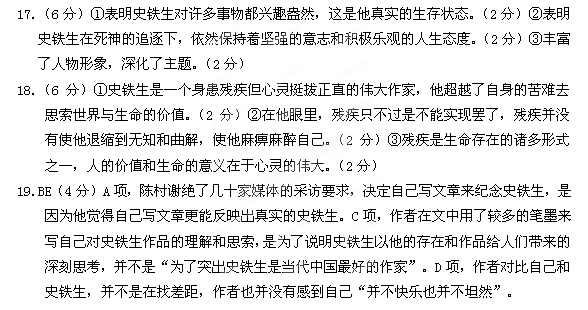 17.（6 分）①表明史铁生对许多事物都兴趣盎然，这是他真实的生存状态。（2 分）②表明
史铁生在死神的追逐下，依然保持着坚强的意志和积极乐观的人生态度。（2 分）③丰富
了人物形象，深化了主题。（2 分）
18.（6 分）①史铁生是一个身患残疾但心灵挺拔正直的伟大作家，他超越了自身的苦难去
思索世界与生命的价值。（2 分）②在他眼里，残疾只不过是不能实现罢了，残疾并没
有使他退缩到无知和曲解，使他麻痹麻醉自己。（2 分）③残疾是生命存在的诸多形式
之一，人的价值和生命的意义在于心灵的伟大。（2 分）
19.BE（4 分）A 项，陈村谢绝了几十家媒体的采访要求，决定自己写文章来纪念史铁生，是
因为他觉得自己写文章更能反映出真实的史铁生。C 项，作者在文中用了较多的笔墨来
写自己对史铁生作品的理解和思索，是为了说明史铁生以他的存在和作品给人们带来的
深刻思考，并不是“为了突出史铁生是当代中国最好的作家”。D 项，作者对比自己和
史铁生，并不是在找差距，作者也并没有感到自己“并不快乐也并不坦然”。